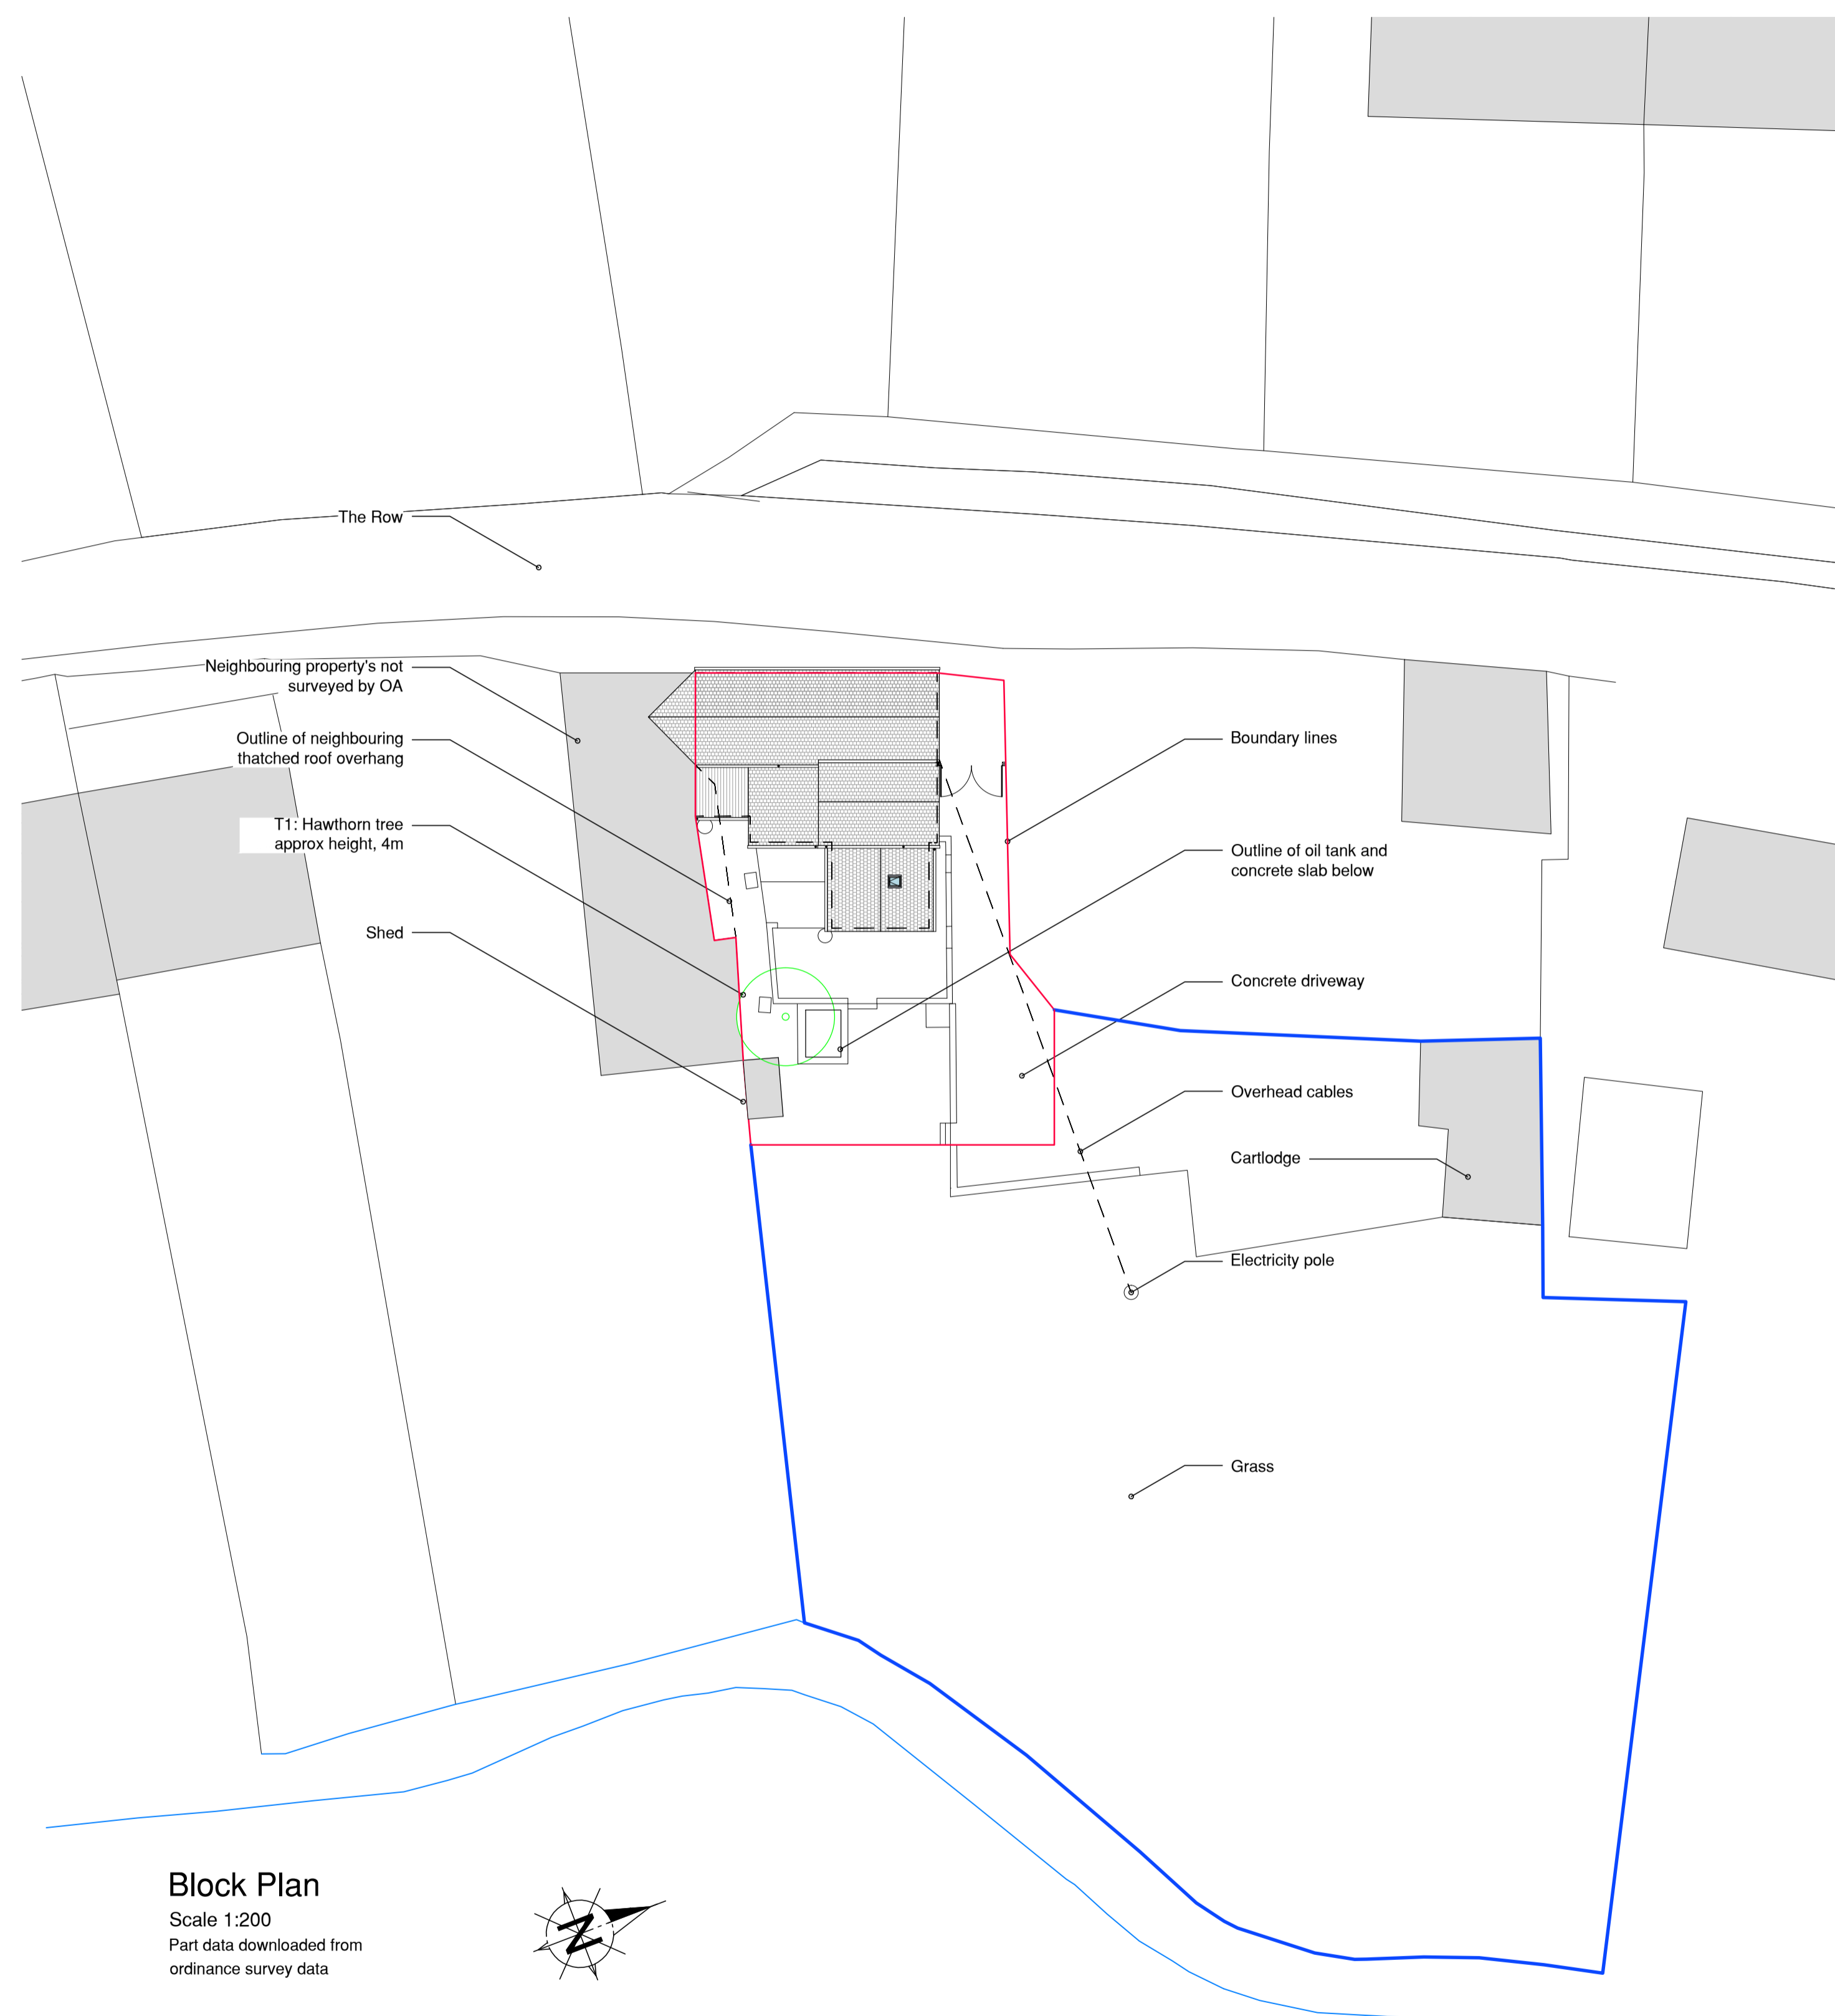 The Row
Neighbouring property's not
surveyed by OA
Outline of neighbouring
thatched roof overhang
T1: Hawthorn tree
approx height, 4m
Shed
Boundary lines
Outline of oil tank and
concrete slab below
Concrete driveway
Overhead cables
Cartlodge
Electricity pole
Grass
Block Plan
Scale 1:200
Part data downloaded from
ordinance survey data
N